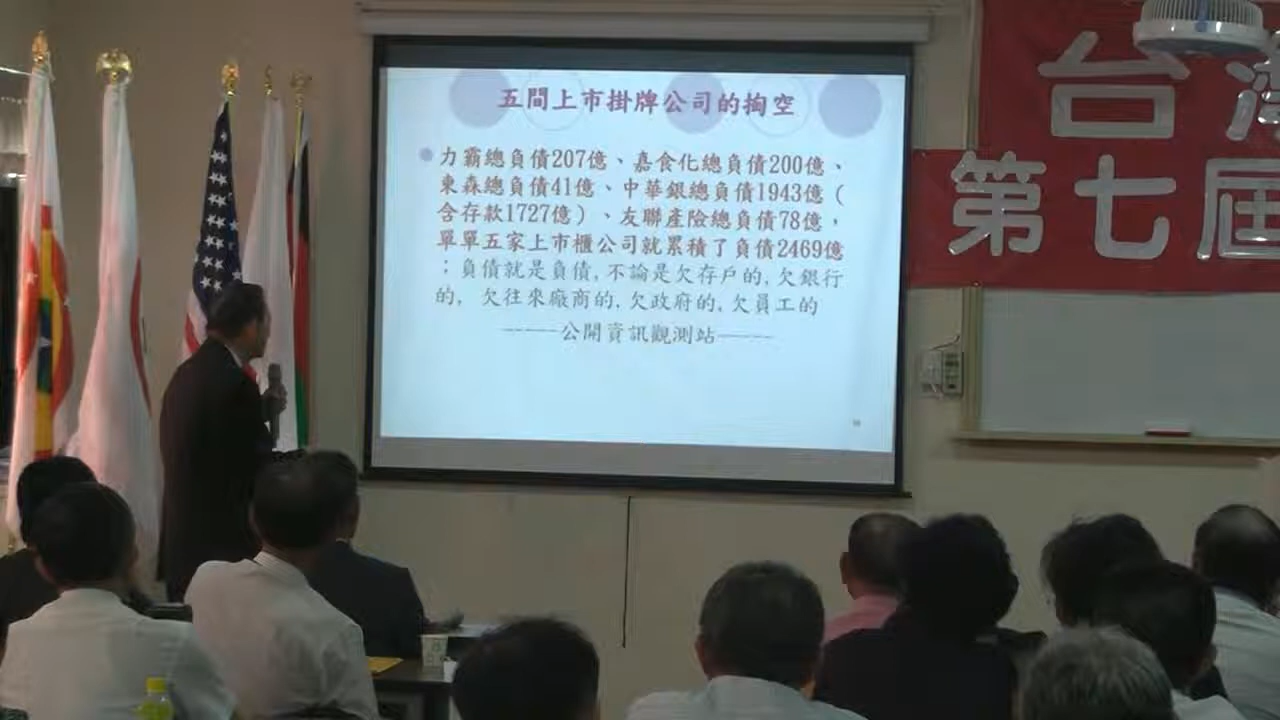 五間上市掛牌公司的掏空
力霸總負債207億、嘉食化總負債200億、
東森總負債41億、中華銀總負債1943億（
含存款1727億）、友聯產險總負債78億，
單單五家上市櫃公司就累積了負債2469億
；負債就是負債,不論是欠存戶的,欠銀行
的, 欠往來廠商的,欠政府的,欠員工的
————公開資訊觀測站————
台灣
第七屆